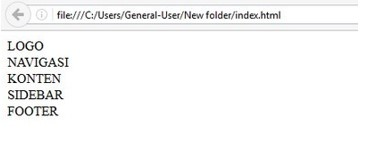 file:///C:/Users/General-User/New folder/index.html
LOGO
NAVIGASI
KONTEN
SIDEBAR
FOOTER